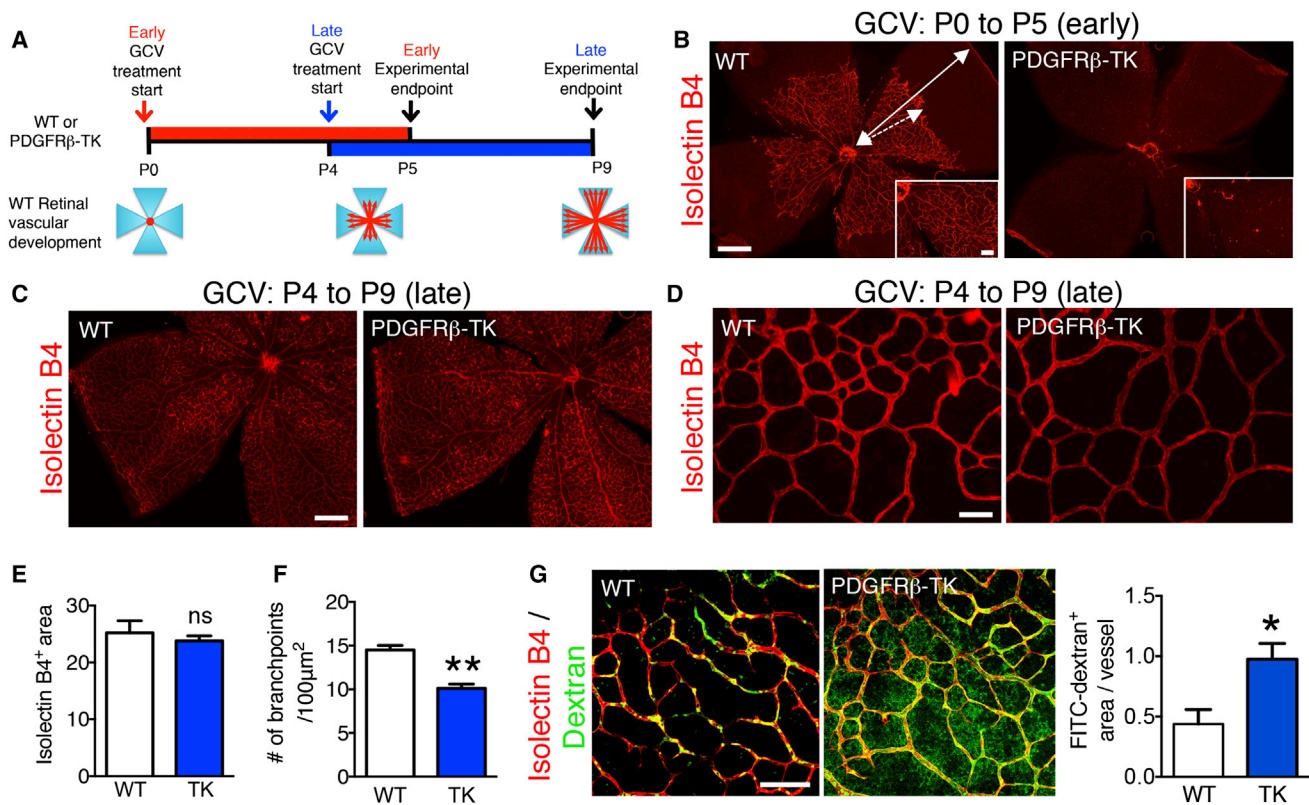 A
Early
GCV
treatment
start
Late
GCV
treatment
start
Early
Experimental
endpoint
Late
Experimental
endpoint
WT or
PDGFRβ-TK
P0
P4
P5
P9
WT Retinal
vascular
development
B
GCV: P0 to P5 (early)
Isolectin B4
WT
PDGFRβ-TK
C
GCV: P4 to P9 (late)
Isolectin B4
WT
PDGFRβ-TK
D
GCV: P4 to P9 (late)
Isolectin B4
WT
PDGFRβ-TK
E
Isolectin B4+ area
30
20
10
0
ns
WT
TK
F
# of branchpoints
/100µm²
20
15
10
5
0
**
WT
TK
G
Isolectin B4 /
Dextran
WT
PDGFRβ-TK
FITC-dextran+
area / vessel
1.5
1.0
0.5
0.0
*
WT
TK